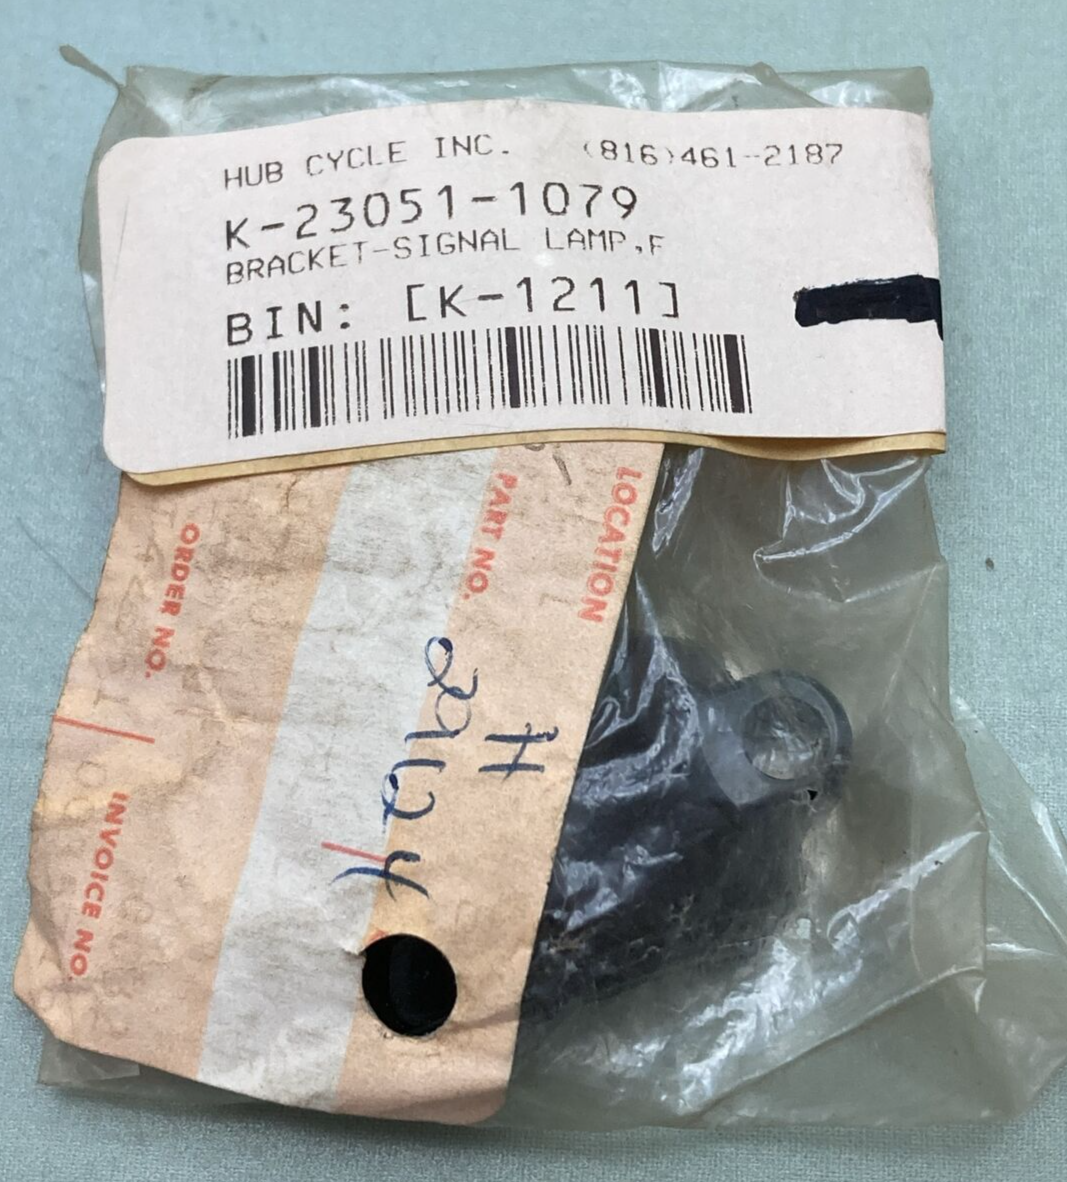 HUB CYCLE INC. (816)461-2187
K-23051-1079
BRACKET-SIGNAL LAMP,F
BIN: [K-1211]
LOCATION
PART NO.
ORDER NO.
INVOICE NO.
H